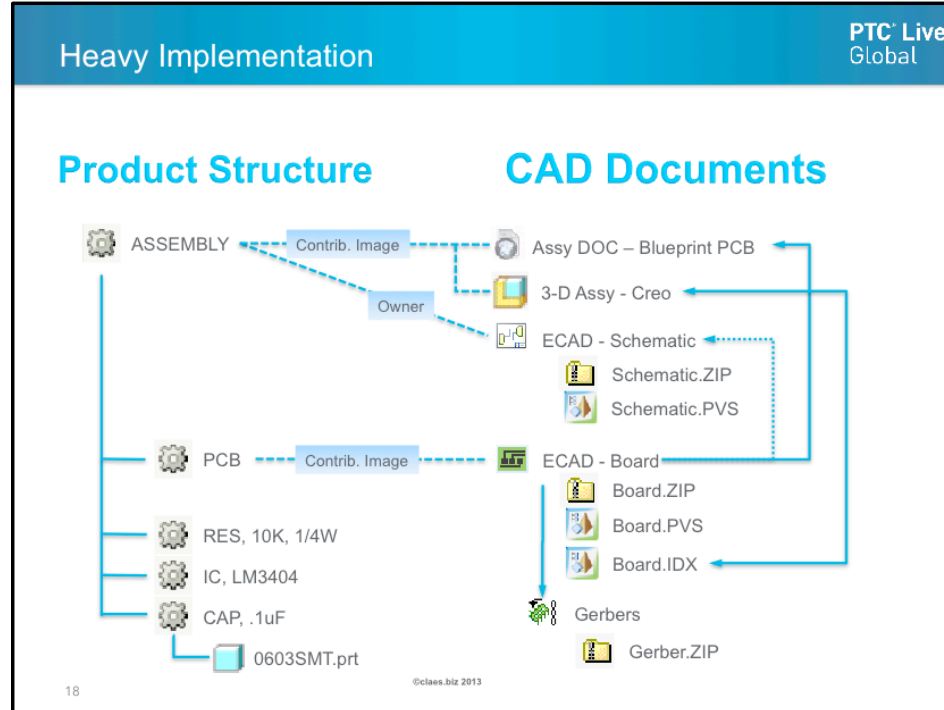 Heavy Implementation
PTC® Live
Global
Product Structure
CAD Documents
ASSEMBLY
Contrib. Image
Assy DOC – Blueprint PCB
3-D Assy - Creo
Owner
ECAD - Schematic
Schematic.ZIP
Schematic.PVS
PCB
Contrib. Image
ECAD - Board
Board.ZIP
Board.PVS
Board.IDX
RES, 10K, 1/4W
IC, LM3404
CAP, .1uF
0603SMT.prt
Gerbers
Gerber.ZIP
18
©claes.biz 2013